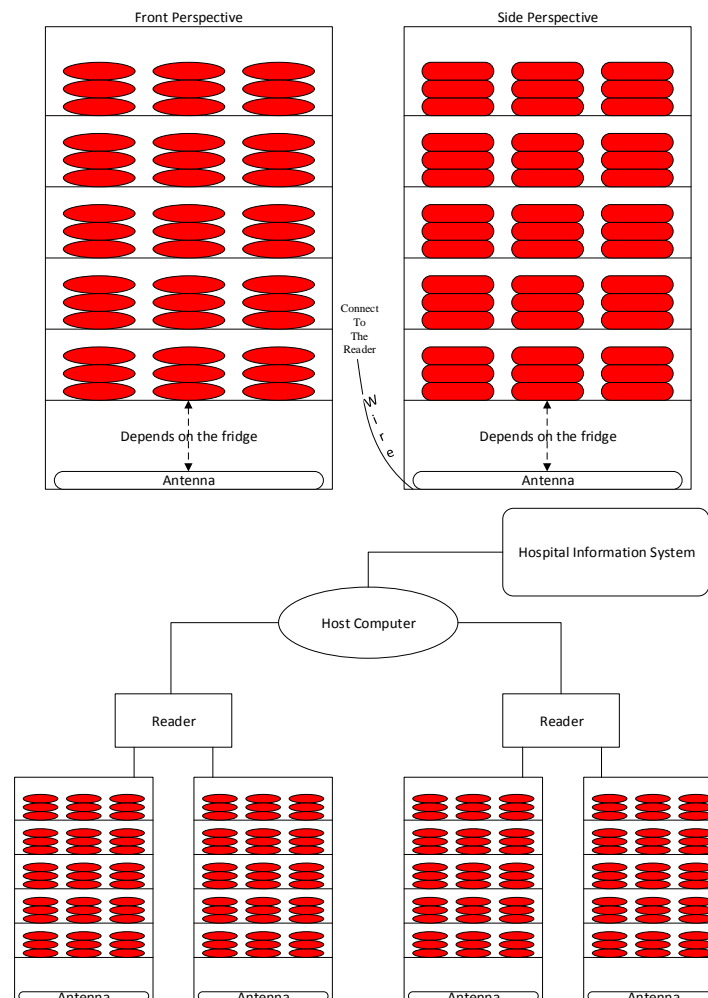 Front Perspective
Side Perspective
Connect
To
The
Reader
Wire
Depends on the fridge
Depends on the fridge
Antenna
Antenna
Hospital Information System
Host Computer
Reader
Reader
Antenna
Antenna
Antenna
Antenna